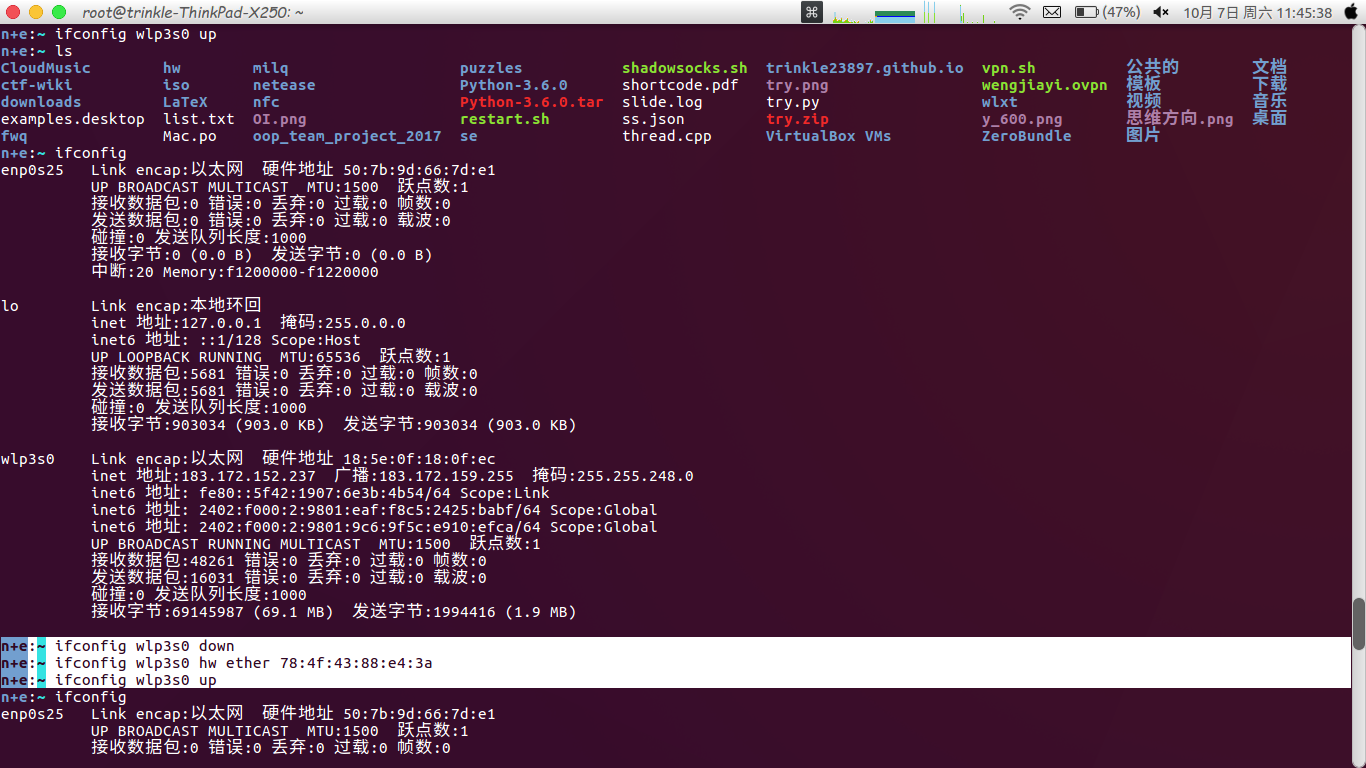 root@trinkle-ThinkPad-X250: ~ ⌘ (47%) 10月 7日 周六 11:45:38
n+e:~ ifconfig wlp3s0 up
n+e:~ ls
CloudMusic hw milq puzzles shadowsocks.sh trinkle23897.github.io vpn.sh 公共的 文档
ctf-wiki iso netease Python-3.6.0 shortcode.pdf try.png wengjiayi.ovpn 模板 下载
downloads LaTeX nfc Python-3.6.0.tar slide.log try.py wlxt 视频 音乐
examples.desktop list.txt OI.png restart.sh ss.json try.zip y_600.png 思维方向.png 桌面
fwq Mac.po oop_team_project_2017 se thread.cpp VirtualBox VMs ZeroBundle 图片
n+e:~ ifconfig
enp0s25 Link encap:以太网 硬件地址 50:7b:9d:66:7d:e1
UP BROADCAST MULTICAST MTU:1500 跃点数:1
接收数据包:0 错误:0 丢弃:0 过载:0 帧数:0
发送数据包:0 错误:0 丢弃:0 过载:0 载波:0
碰撞:0 发送队列长度:1000
接收字节:0 (0.0 B) 发送字节:0 (0.0 B)
中断:20 Memory:f1200000-f1220000
lo Link encap:本地环回
inet 地址:127.0.0.1 掩码:255.0.0.0
inet6 地址: ::1/128 Scope:Host
UP LOOPBACK RUNNING MTU:65536 跃点数:1
接收数据包:5681 错误:0 丢弃:0 过载:0 帧数:0
发送数据包:5681 错误:0 丢弃:0 过载:0 载波:0
碰撞:0 发送队列长度:1000
接收字节:903034 (903.0 KB) 发送字节:903034 (903.0 KB)
wlp3s0 Link encap:以太网 硬件地址 18:5e:0f:18:0f:ec
inet 地址:183.172.152.237 广播:183.172.159.255 掩码:255.255.248.0
inet6 地址: fe80::5f42:1907:6e3b:4b54/64 Scope:Link
inet6 地址: 2402:f000:2:9801:eaf:f8c5:2425:babf/64 Scope:Global
inet6 地址: 2402:f000:2:9801:9c6:9f5c:e910:efca/64 Scope:Global
UP BROADCAST RUNNING MULTICAST MTU:1500 跃点数:1
接收数据包:48261 错误:0 丢弃:0 过载:0 帧数:0
发送数据包:16031 错误:0 丢弃:0 过载:0 载波:0
碰撞:0 发送队列长度:1000
接收字节:69145987 (69.1 MB) 发送字节:1994416 (1.9 MB)
n+e:~ ifconfig wlp3s0 down
n+e:~ ifconfig wlp3s0 hw ether 78:4f:43:88:e4:3a
n+e:~ ifconfig wlp3s0 up
n+e:~ ifconfig
enp0s25 Link encap:以太网 硬件地址 50:7b:9d:66:7d:e1
UP BROADCAST MULTICAST MTU:1500 跃点数:1
接收数据包:0 错误:0 丢弃:0 过载:0 帧数:0